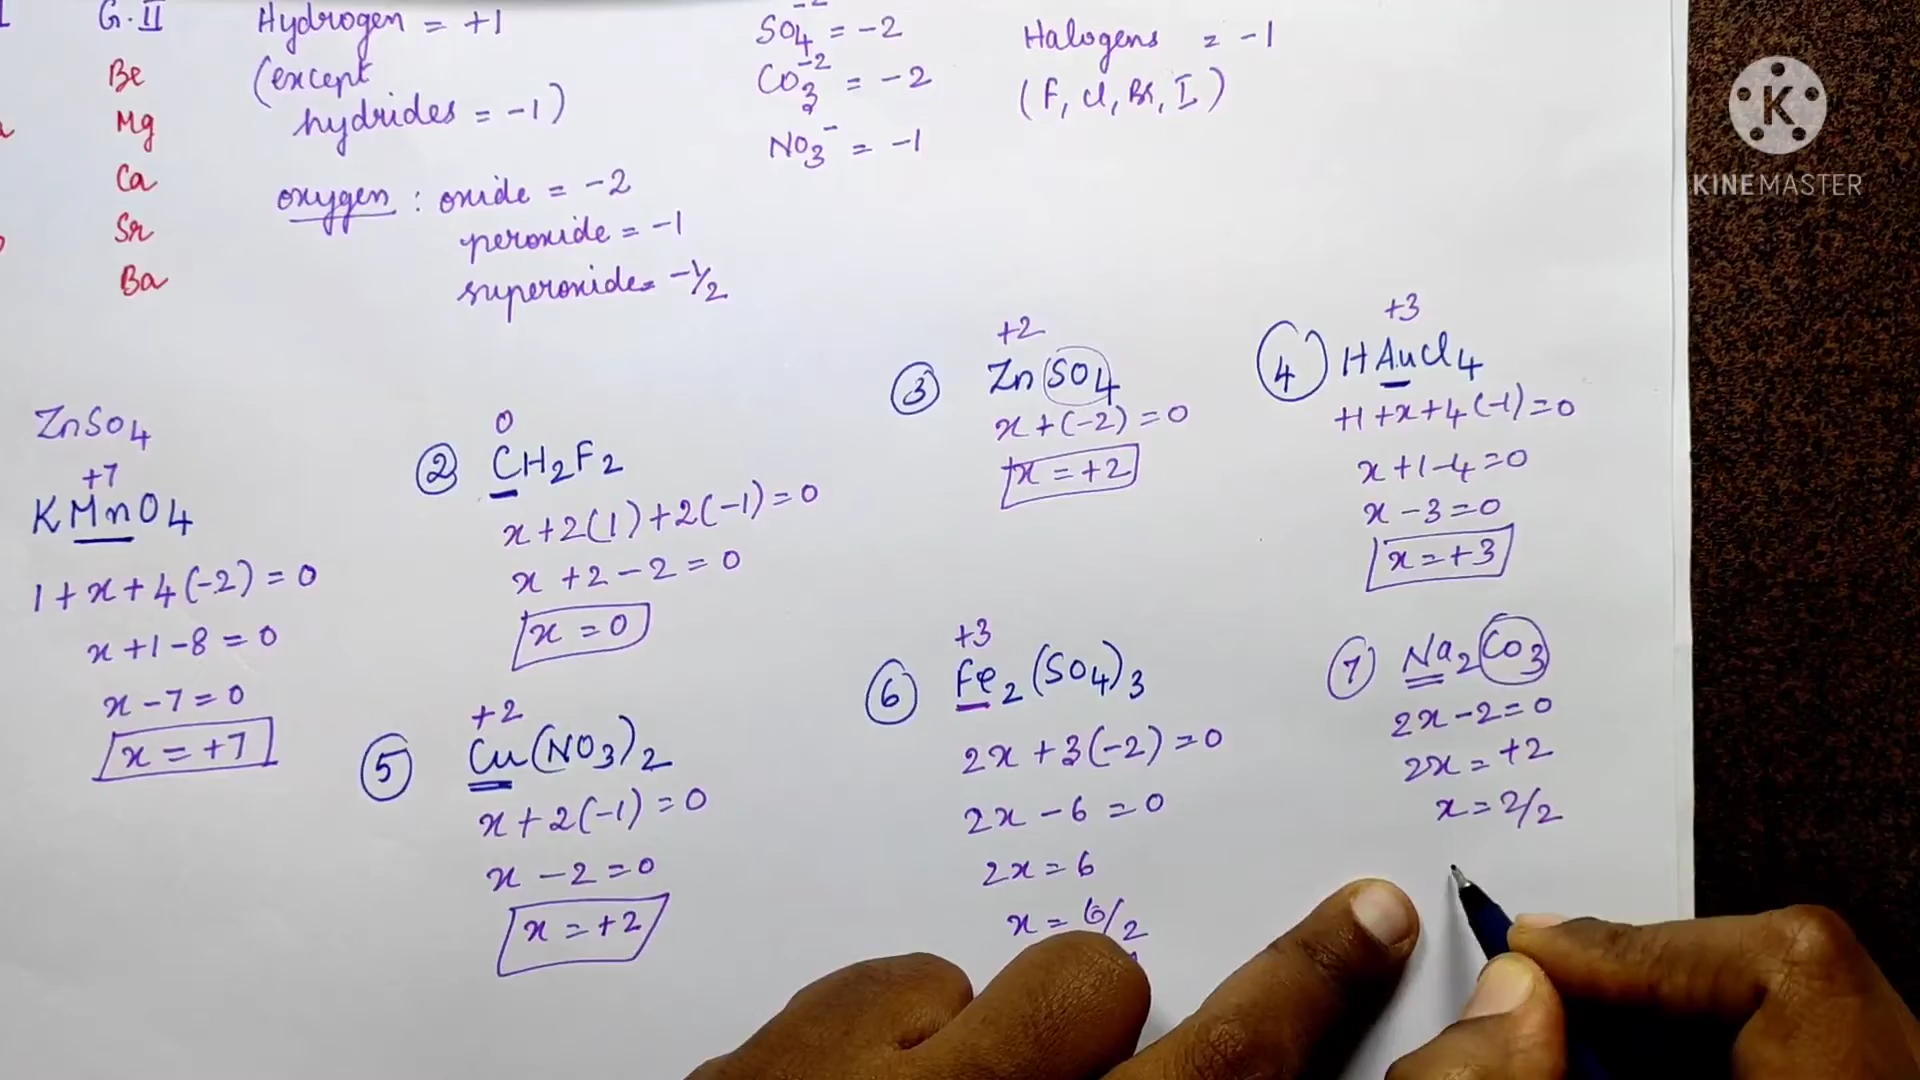 G.II
Be
Mg
Ca
Sr
Ba
Hydrogen = +1
(except
hydrides = -1)
oxygen : oxide = -2
peroxide = -1
superoxide = -1/2
SO4-2 = -2
CO3-2 = -2
NO3- = -1
Halogens = -1
(F, Cl, Br, I)
KINEMASTER
ZnSO4
+7
KMnO4
1+x+4(-2)=0
x+1-8=0
x-7=0
x=+7
②
0
CH2F2
x+2(1)+2(-1)=0
x+2-2=0
x=0
③
+2
Zn(SO4
x+(-2)=0
x=+2
④
+3
HAuCl4
+1+x+4(-1)=0
x+1-4=0
x-3=0
x=+3
⑤
+2
Cu(NO3)2
x+2(-1)=0
x-2=0
x=+2
⑥
+3
Fe2(SO4)3
2x+3(-2)=0
2x-6=0
2x=6
x=6/2
⑦ Na2CO3
2x-2=0
2x=+2
x=2/2